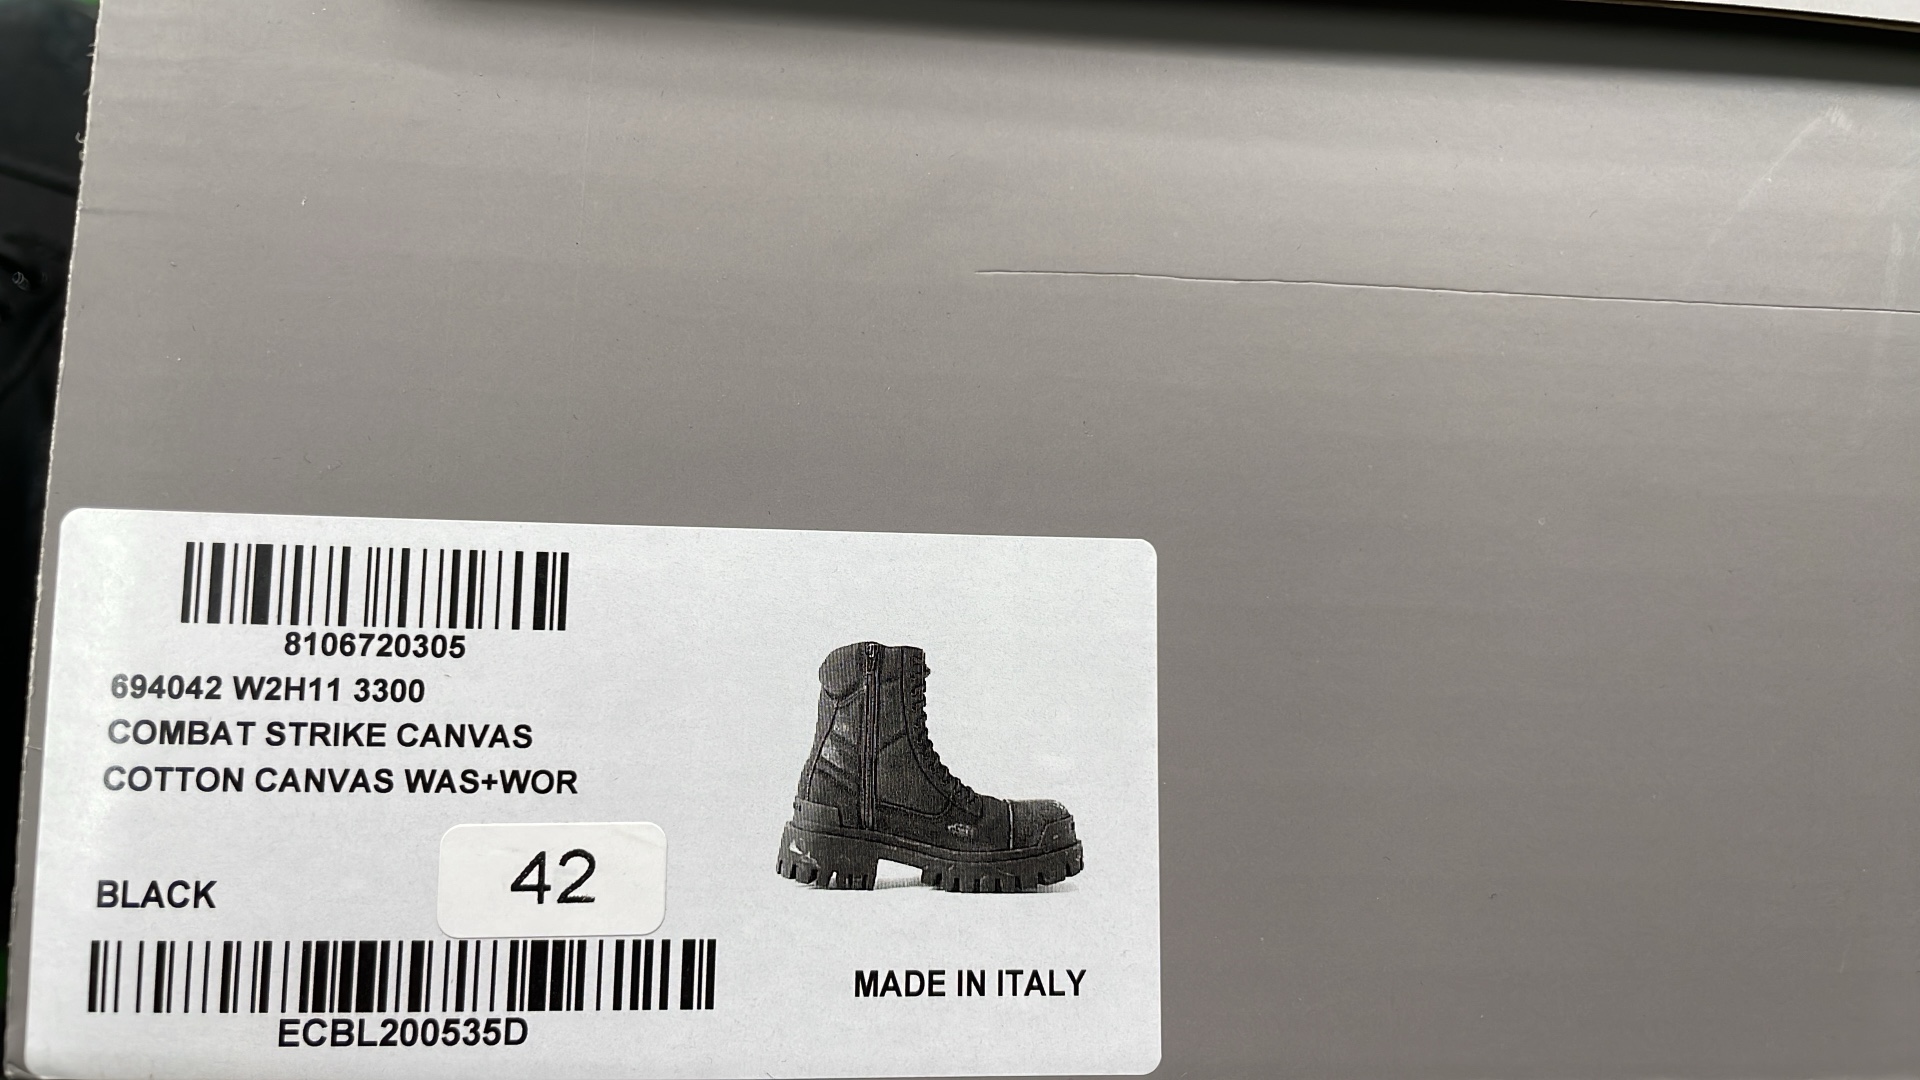 8106720305
694042 W2H11 3300
COMBAT STRIKE CANVAS
COTTON CANVAS WAS+WOR
BLACK
42
ECBL200535D
MADE IN ITALY